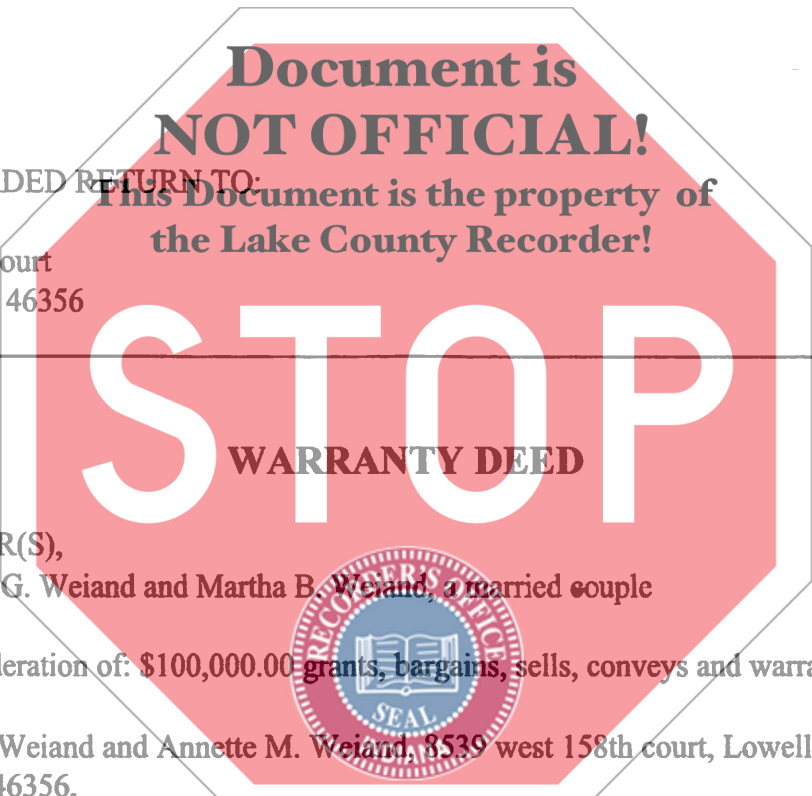 Document is
NOT OFFICIAL!
DED RETURN TO:
This Document is the property of
the Lake County Recorder!
ourt
46356
STOP
WARRANTY DEED
R(S),
G. Weiand and Martha B. Weiand, a married couple
RECORDER'S OFFICE
deration of: $100,000.00 grants, bargains, sells, conveys and warra
SEAL
Weiand and Annette M. Weiand, 8539 west 158th court, Lowell
46356.